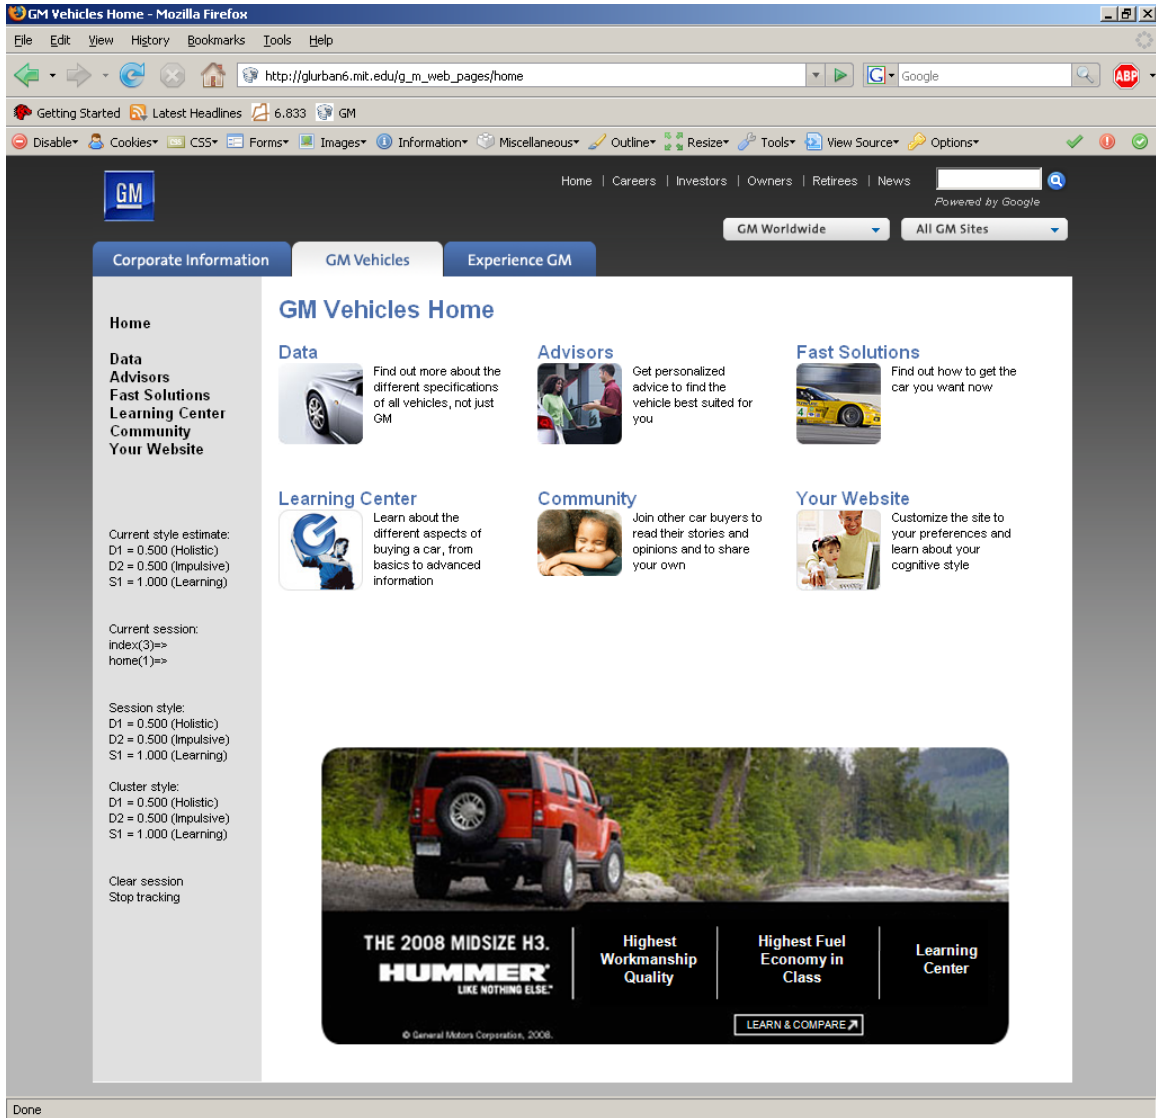 GM Vehicles Home - Mozilla Firefox
File Edit View History Bookmarks Tools Help
http://glurban6.mit.edu/g_m_web_pages/home
G Google
ABP
Getting Started Latest Headlines 6.833 GM
Disable Cookies CSS Forms Images Information Miscellaneous Outline Resize Tools View Source Options
GM
Home | Careers | Investors | Owners | Retirees | News
Powered by Google
GM Worldwide All GM Sites
Corporate Information GM Vehicles Experience GM
Home
Data
Advisors
Fast Solutions
Learning Center
Community
Your Website
Current style estimate:
D1 = 0.500 (Holistic)
D2 = 0.500 (Impulsive)
S1 = 1.000 (Learning)
Current session:
index(3)=>
home(1)=>
Session style:
D1 = 0.500 (Holistic)
D2 = 0.500 (Impulsive)
S1 = 1.000 (Learning)
Cluster style:
D1 = 0.500 (Holistic)
D2 = 0.500 (Impulsive)
S1 = 1.000 (Learning)
Clear session
Stop tracking
GM Vehicles Home
Data
Find out more about the
different specifications
of all vehicles, not just
GM
Advisors
Get personalized
advice to find the
vehicle best suited for
you
Fast Solutions
Find out how to get the
car you want now
4
Learning Center
Learn about the
different aspects of
buying a car, from
basics to advanced
information
Community
Join other car buyers to
read their stories and
opinions and to share
your own
Your Website
Customize the site to
your preferences and
learn about your
cognitive style
THE 2008 MIDSIZE H3.
HUMMER
LIKE NOTHING ELSE.™
© General Motors Corporation, 2008.
Highest
Workmanship
Quality
Highest Fuel
Economy in
Class
Learning
Center
LEARN & COMPARE
Done